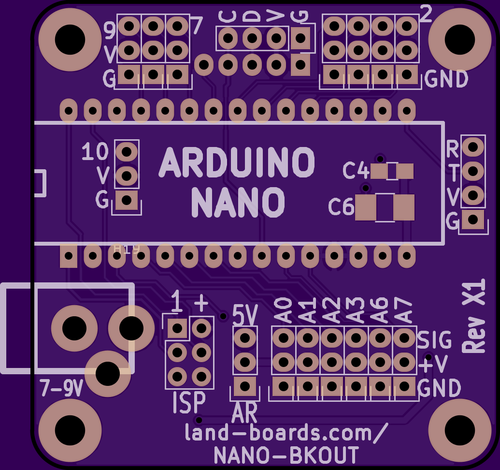 C D V G
2
9 7
V
G
GND
ARDUINO
NANO
10
V
G
C4
C6
R
T
V
G
H19
1 +
5V
A0 A1 A2 A3 A6 A7
Rev X1
SIG
+V
GND
7-9V
ISP
AR
land-boards.com/
NANO-BKOUT